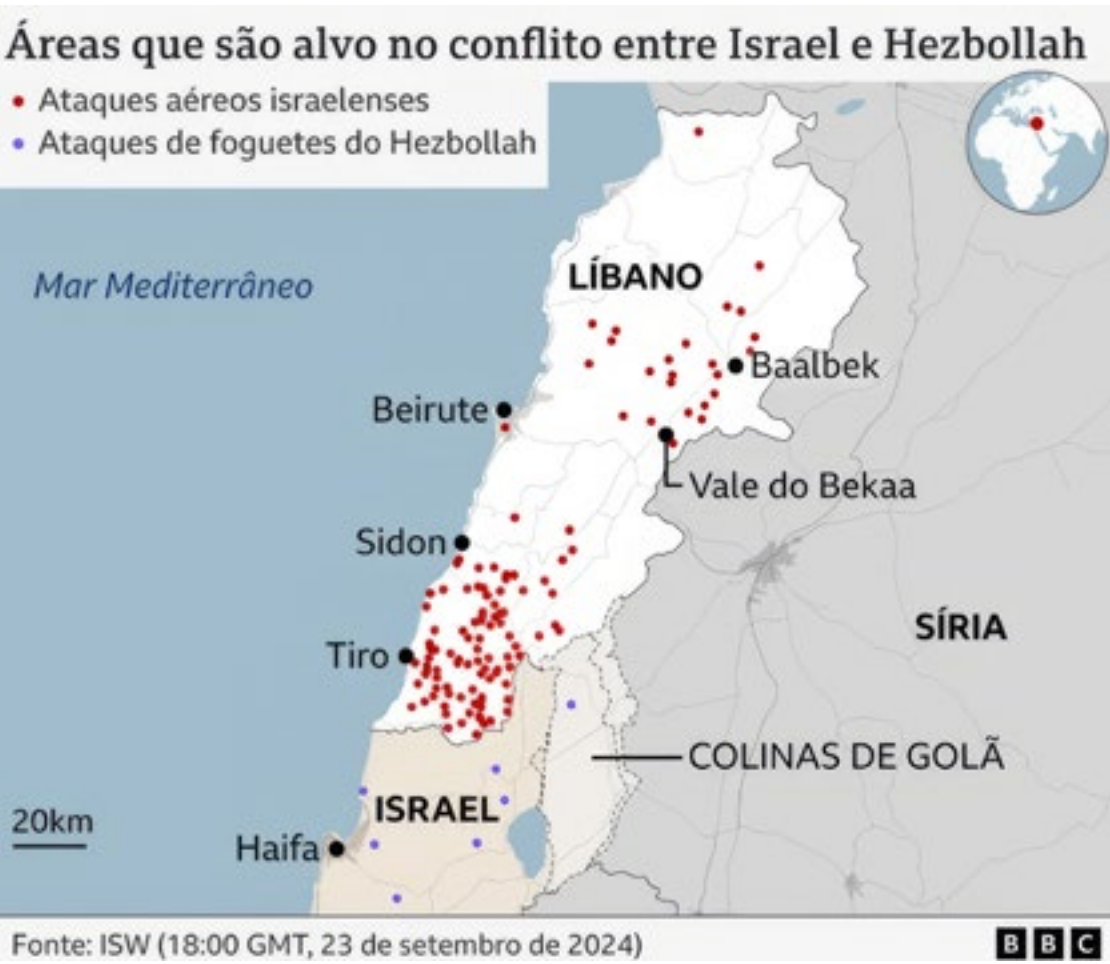 Áreas que são alvo no conflito entre Israel e Hezbollah
Ataques aéreos israelenses
Ataques de foguetes do Hezbollah
Mar Mediterrâneo
LÍBANO
Baalbek
Beirute
Vale do Bekaa
Sidon
SÍRIA
Tiro
COLINAS DE GOLÃ
ISRAEL
20km
Haifa
Fonte: ISW (18:00 GMT, 23 de setembro de 2024)
BBC